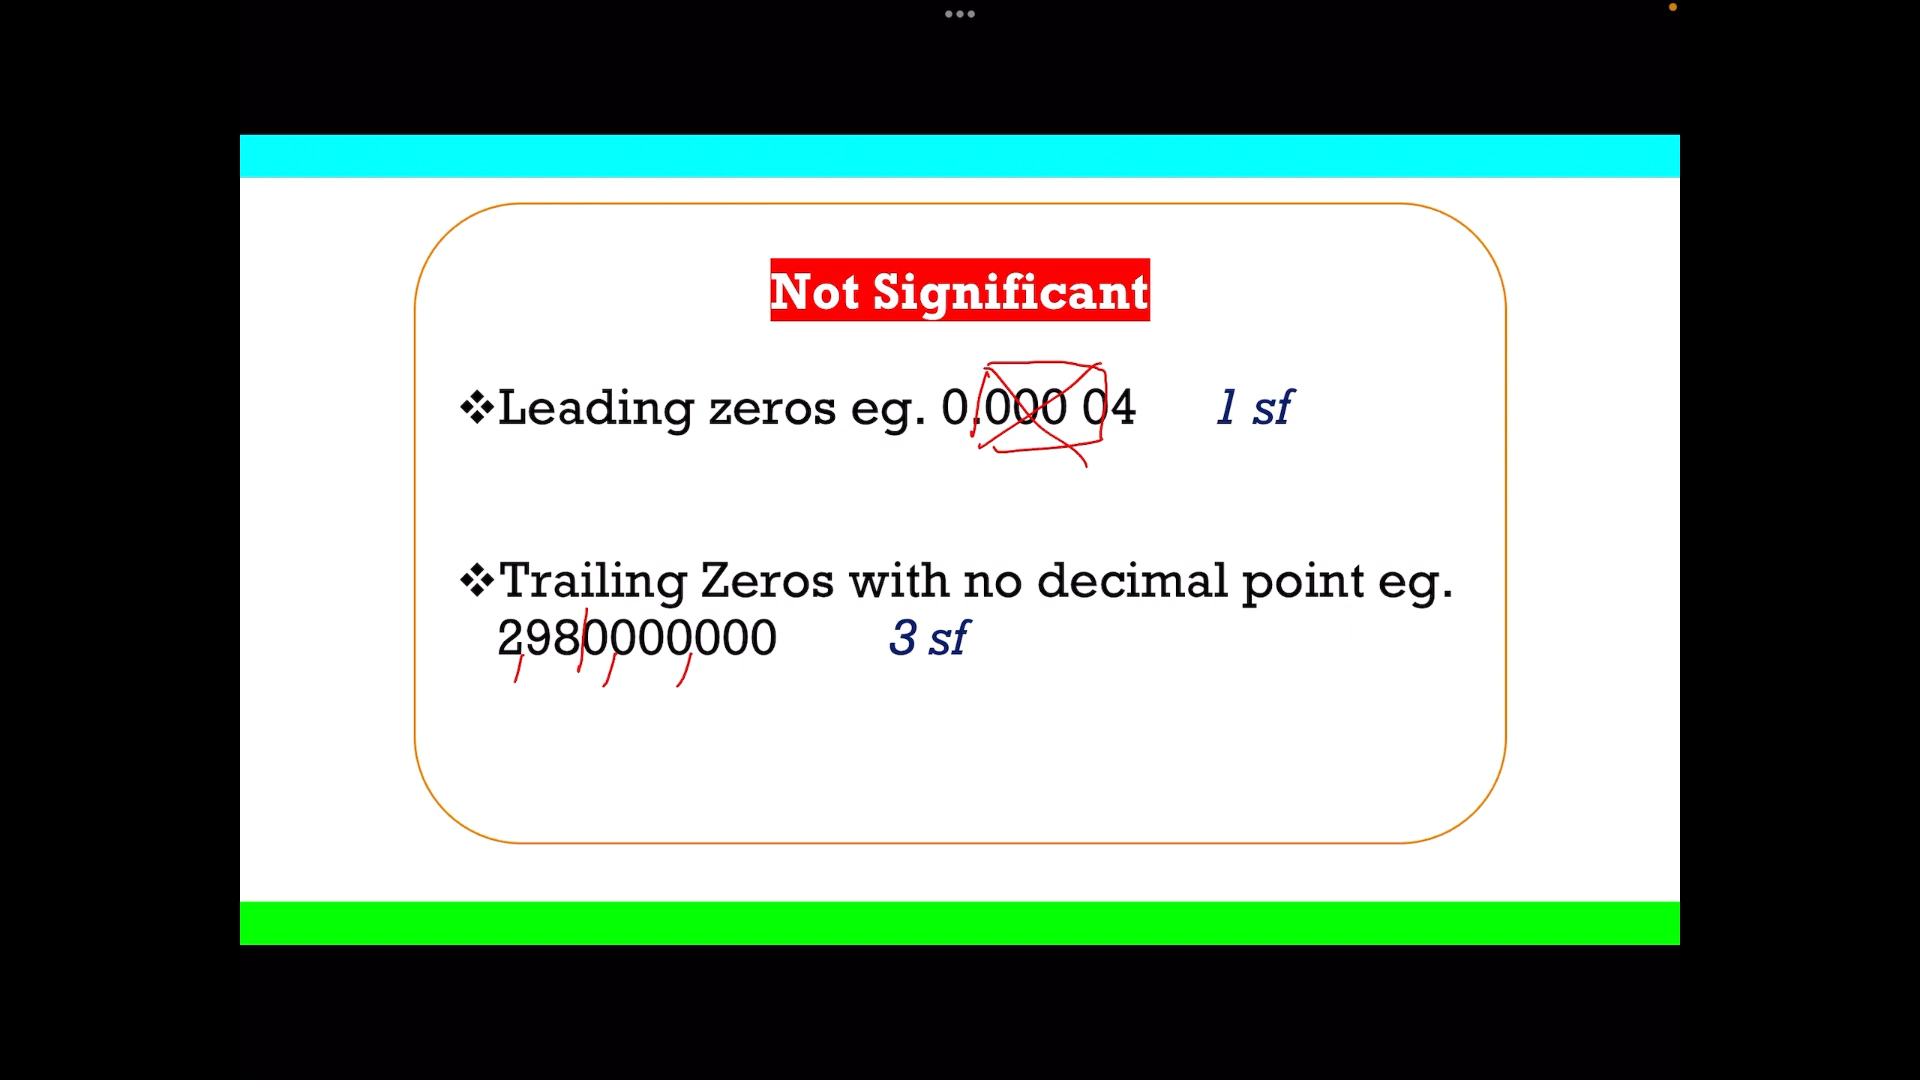 Not Significant
❖Leading zeros eg. 0.000 04 1 sf
❖Trailing Zeros with no decimal point eg.
2980000000 3 sf